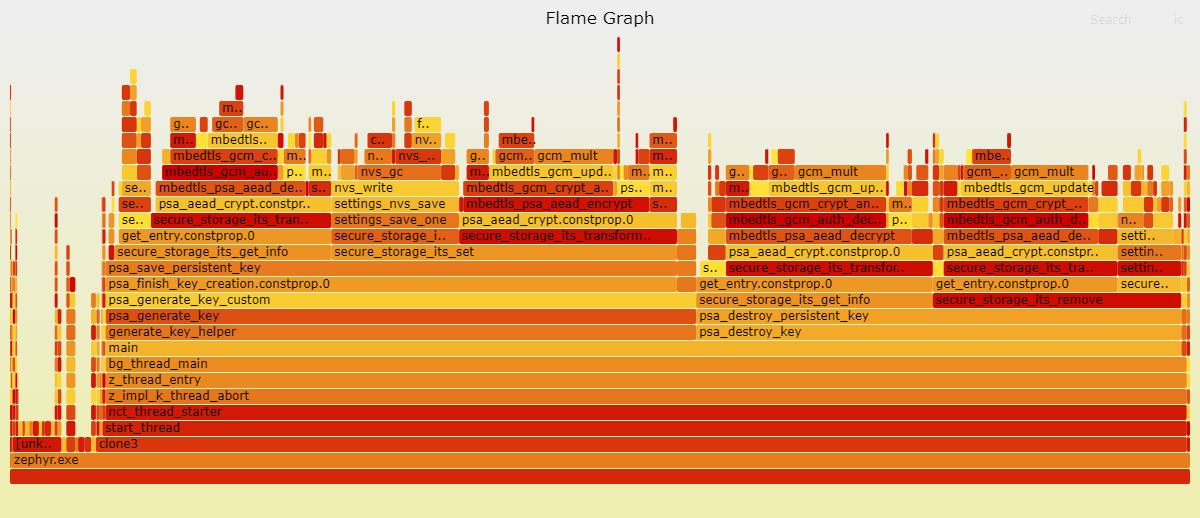 Flame Graph
Search ic
m..
g.. gc.. gc.. f..
m.. mbedtls.. c.. nv.. mbe.. m..
mbedtls_gcm_c.. m.. n.. nvs_.. g.. gcm.. gcm_mult m.. mbe..
mbedtls_gcm_au.. p.. m.. nvs_gc m.. mbedtls_gcm_upd.. m.. m.. g.. g.. gcm_mult gcm_.. gcm_mult
se.. mbedtls_psa_aead_de.. s.. nvs_write mbedtls_gcm_crypt_a.. ps.. m.. m.. mbedtls_gcm_up.. mbedtls_gcm_update
se.. psa_aead_crypt.constpr.. settings_nvs_save mbedtls_psa_aead_encrypt s.. mbedtls_gcm_crypt_an.. m.. mbedtls_gcm_crypt_..
se.. secure_storage_its_tran.. settings_save_one psa_aead_crypt.constprop.0 mbedtls_gcm_auth_dec.. p.. mbedtls_gcm_auth_d.. n..
get_entry.constprop.0 secure_storage_i.. secure_storage_its_transform.. mbedtls_psa_aead_decrypt mbedtls_psa_aead_de.. setti..
secure_storage_its_get_info secure_storage_its_set psa_aead_crypt.constprop.0 psa_aead_crypt.constpr.. settin..
psa_save_persistent_key s.. secure_storage_its_transfor.. secure_storage_its_tra.. settin..
psa_finish_key_creation.constprop.0 get_entry.constprop.0 get_entry.constprop.0 secure..
psa_generate_key_custom secure_storage_its_get_info secure_storage_its_remove
psa_generate_key psa_destroy_persistent_key
generate_key_helper psa_destroy_key
main
bg_thread_main
z_thread_entry
z_impl_k_thread_abort
nct_thread_starter
start_thread
[unk.. clone3
zephyr.exe